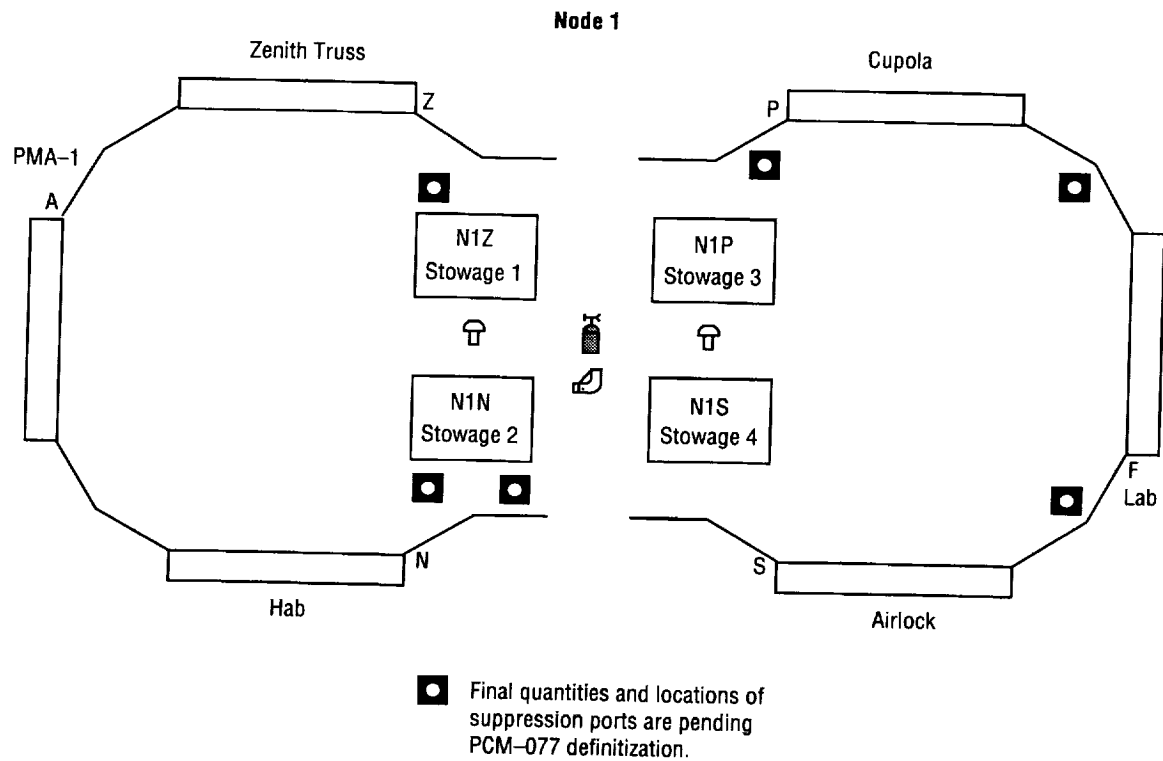 Node 1
Zenith Truss
Cupola
Z
P
PMA–1
A
N1Z
Stowage 1
N1P
Stowage 3
N1N
Stowage 2
N1S
Stowage 4
F
Lab
N
S
Hab
Airlock
Final quantities and locations of
suppression ports are pending
PCM–077 definitization.